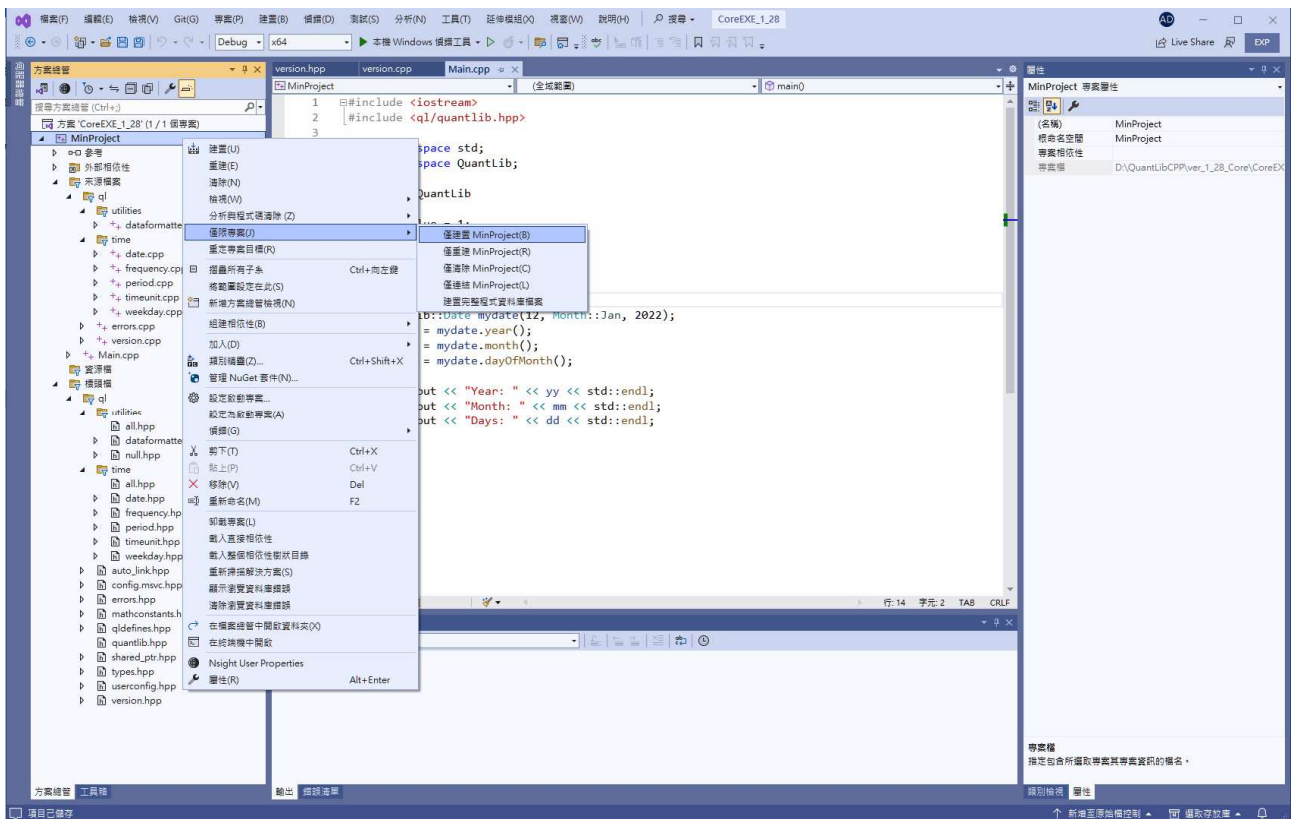 檔案(F) 編輯(E) 檢視(V) Git(G) 專案(P) 建置(B) 偵錯(D) 測試(S) 分析(N) 工具(T) 延伸模組(X) 視窗(W) 說明(H) 搜尋 CoreEXE_1_28 AD
Debug x64 本機 Windows 偵錯工具 Live Share EXP
方案總管
搜尋方案總管 (Ctrl+;)
方案 'CoreEXE_1_28' (1 / 1 個專案)
MinProject
參考
外部相依性
來源檔案
ql
utilities
dataformatte
time
date.cpp
frequency.cpp
period.cpp
timeunit.cpp
weekday.cpp
errors.cpp
version.cpp
Main.cpp
資源檔
標頭檔
ql
utilities
all.hpp
dataformatte
null.hpp
time
all.hpp
date.hpp
frequency.hp
period.hpp
timeunit.hpp
weekday.hpp
auto_link.hpp
config.msvc.hpp
errors.hpp
mathconstants.h
qldefines.hpp
quantlib.hpp
shared_ptr.hpp
types.hpp
userconfig.hpp
version.hpp
方案總管 工具箱
建置(U)
重建(E)
清除(N)
檢視(W)
分析與程式碼清除 (Z)
僅限專案(J)
重定專案目標(R)
摺疊所有子系 Ctrl+向左鍵
將範圍設定在此(S)
新增方案總管檢視(N)
組建相依性(B)
加入(D)
類別精靈(Z)... Ctrl+Shift+X
管理 NuGet 套件(N)...
設定啟動專案...
設定為啟動專案(A)
偵錯(G)
剪下(T) Ctrl+X
貼上(P) Ctrl+V
移除(V) Del
重新命名(M) F2
卸載專案(L)
載入直接相依性
載入整個相依性樹狀目錄
重新掃描解決方案(S)
顯示瀏覽資料庫錯誤
清除瀏覽資料庫錯誤
在檔案總管中開啟資料夾(X)
在終端機中開啟
Nsight User Properties
屬性(R) Alt+Enter
僅建置 MinProject(B)
僅重建 MinProject(R)
僅清除 MinProject(C)
僅連結 MinProject(L)
建置完整程式資料庫檔案
version.hpp version.cpp Main.cpp
MinProject (全域範圍) main()
1 #include <iostream>
2 #include <ql/quantlib.hpp>
3
space std;
space QuantLib;
QuantLib
lue = 1;
ib::Date mydate(12, Month::Jan, 2022);
= mydate.year();
= mydate.month();
= mydate.dayOfMonth();
out << "Year: " << yy << std::endl;
out << "Month: " << mm << std::endl;
out << "Days: " << dd << std::endl;
行: 14 字元: 2 TAB CRLF
輸出 錯誤清單
屬性
MinProject 專案屬性
(名稱) MinProject
根命名空間 MinProject
專案相依性
專案檔 D:\QuantLibCPP\ver_1_28_Core\CoreEX
專案檔
指定包含所選取專案其專案資訊的檔名。
類別檢視 屬性
項目已儲存 新增至原始檔控制 選取存放庫